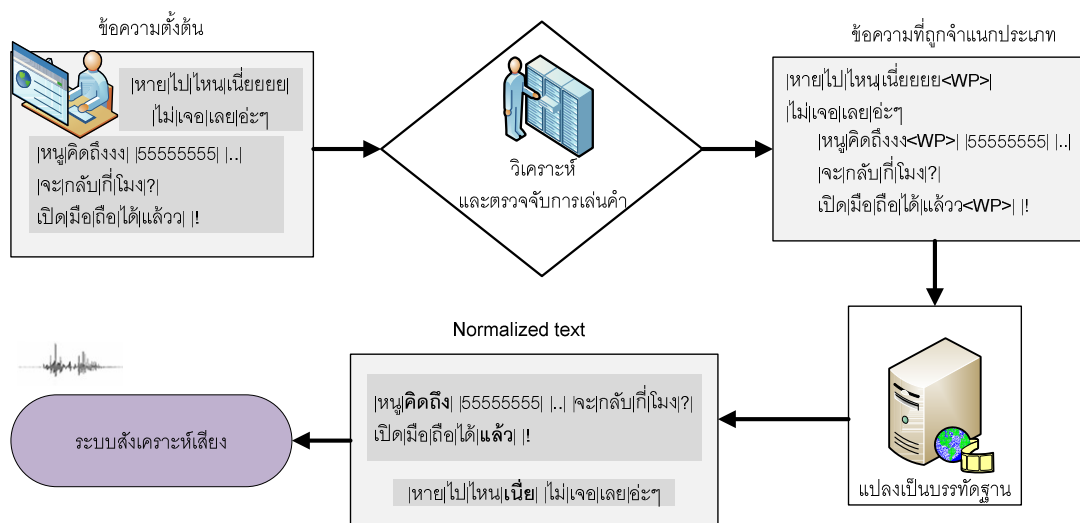 ข้อความตั้งต้น
|หาย|ไป|ไหน|เนี่ยยยย|
|ไม่|เจอ|เลย|อ่ะๆ
|หนู|คิดถึงงง| |55555555| |..|
|จะ|กลับ|กี่|โมง|?|
เปิด|มือ|ถือ|ได้|แล้วว| |!
วิเคราะห์
และตรวจจับการเล่นคำ
ข้อความที่ถูกจำแนกประเภท
|หาย|ไป|ไหน|เนี่ยยยย<WP>|
|ไม่|เจอ|เลย|อ่ะๆ
|หนู|คิดถึงงง<WP>| |55555555| |..
|จะ|กลับ|กี่|โมง|?|
เปิด|มือ|ถือ|ได้|แล้วว<WP>| |!
แปลงเป็นบรรทัดฐาน
Normalized text
|หนู|คิดถึง| |55555555| |..| |จะ|กลับ|กี่|โมง|?|
เปิด|มือ|ถือ|ได้|แล้ว| |!
|หาย|ไป|ไหน|เนี่ย| |ไม่|เจอ|เลย|อ่ะๆ
ระบบสังเคราะห์เสียง